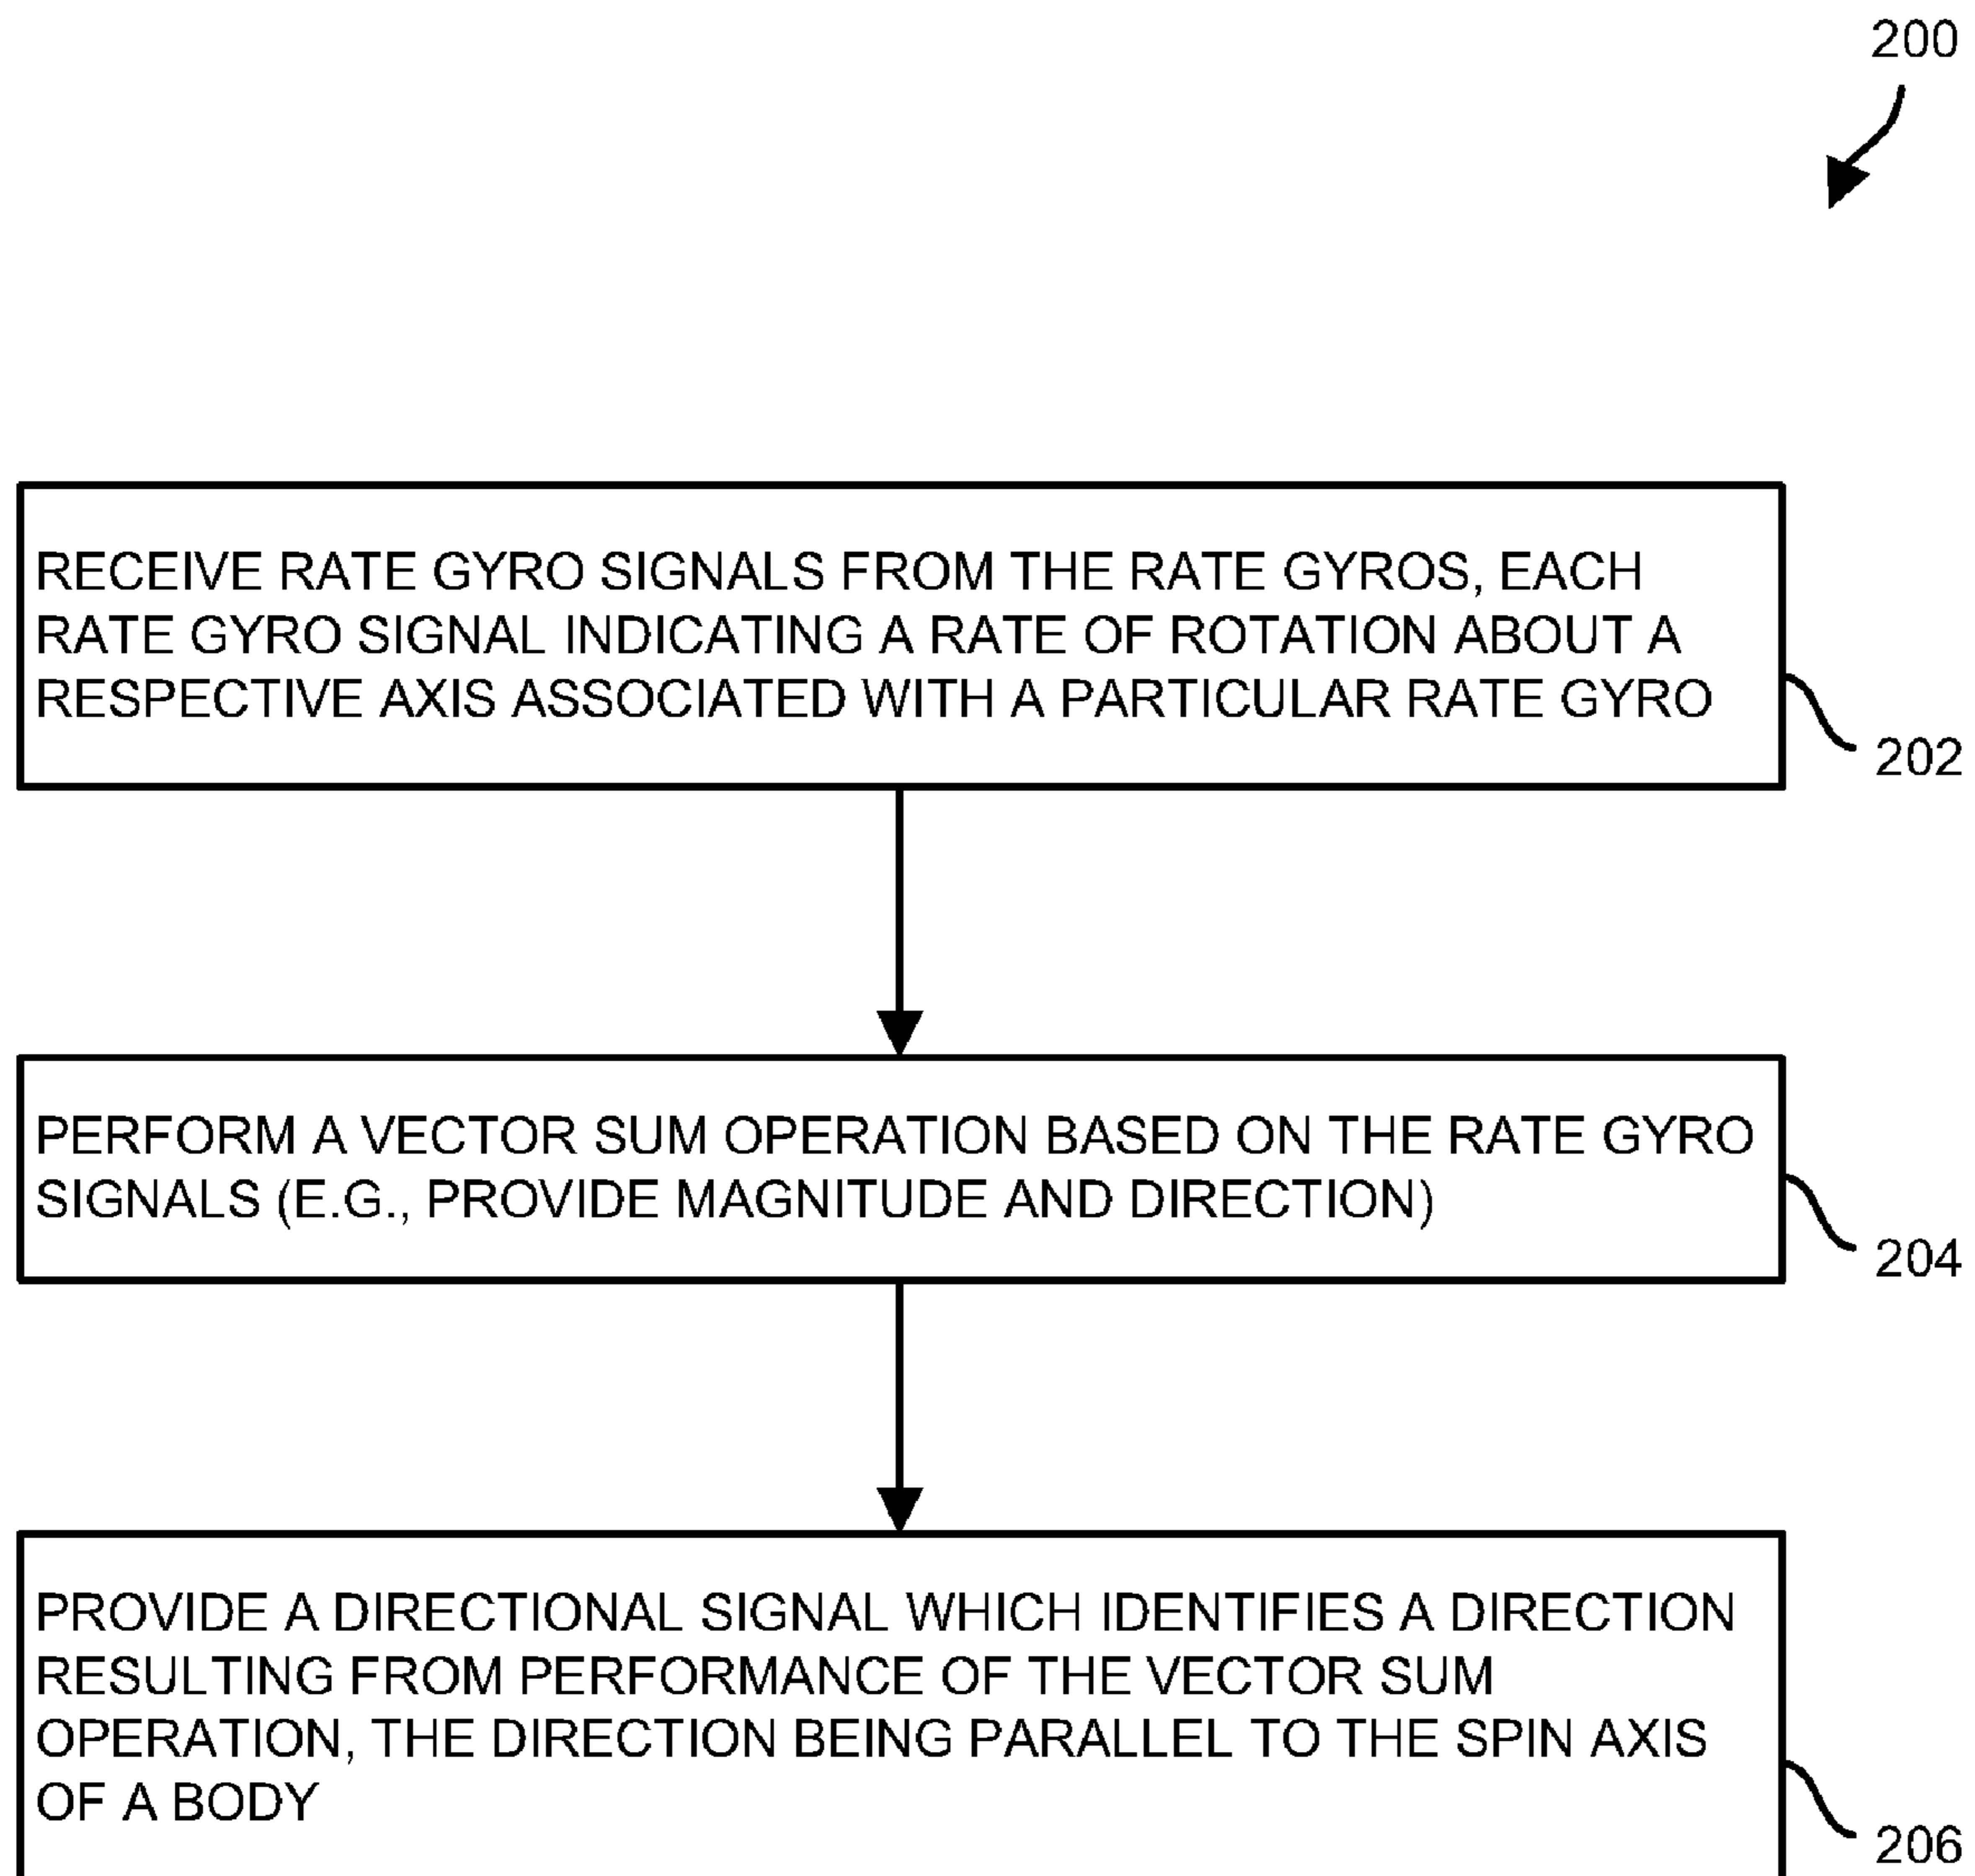 200
RECEIVE RATE GYRO SIGNALS FROM THE RATE GYROS, EACH
RATE GYRO SIGNAL INDICATING A RATE OF ROTATION ABOUT A
RESPECTIVE AXIS ASSOCIATED WITH A PARTICULAR RATE GYRO
202
PERFORM A VECTOR SUM OPERATION BASED ON THE RATE GYRO
SIGNALS (E.G., PROVIDE MAGNITUDE AND DIRECTION)
204
PROVIDE A DIRECTIONAL SIGNAL WHICH IDENTIFIES A DIRECTION
RESULTING FROM PERFORMANCE OF THE VECTOR SUM
OPERATION, THE DIRECTION BEING PARALLEL TO THE SPIN AXIS
OF A BODY
206